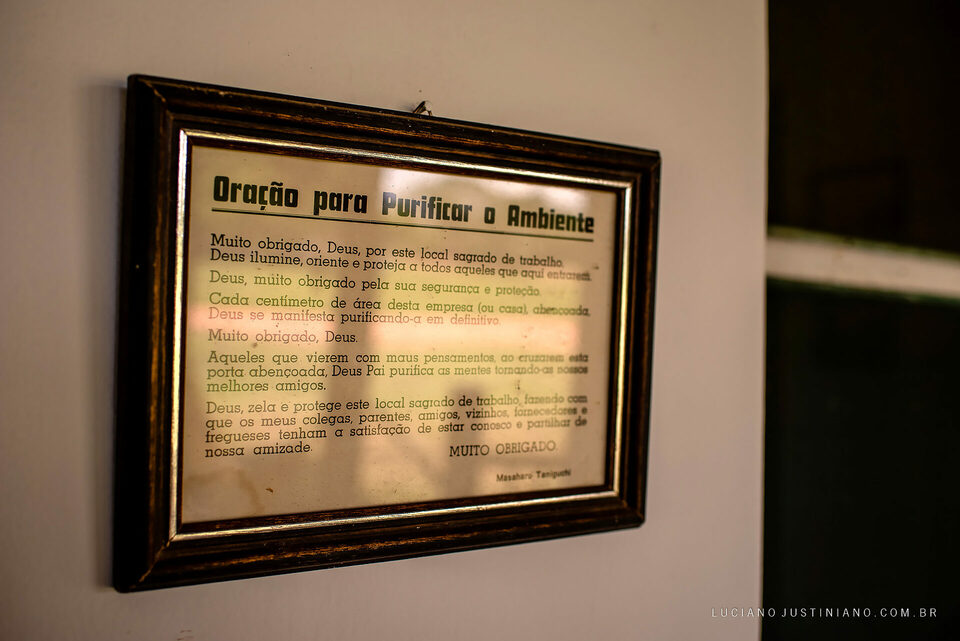 Oração para Purificar o Ambiente
Muito obrigado, Deus, por este local sagrado de trabalho.
Deus ilumine, oriente e proteja a todos aqueles que aqui entrarem.
Deus, muito obrigado pela sua segurança e proteção.
Cada centímetro de área desta empresa (ou casa), abençoada,
Deus se manifesta purificando-a em definitivo.
Muito obrigado, Deus.
Aqueles que vierem com maus pensamentos, ao cruzarem esta
porta abençoada, Deus Pai purifica as mentes tornando-as nossos
melhores amigos.
Deus, zela e protege este local sagrado de trabalho, fazendo com
que os meus colegas, parentes, amigos, vizinhos, fornecedores e
fregueses tenham a satisfação de estar conosco e partilhar de
nossa amizade.
MUITO OBRIGADO.
Masaharo Taniguchi
LUCIANOJUSTINIANO.COM.BR